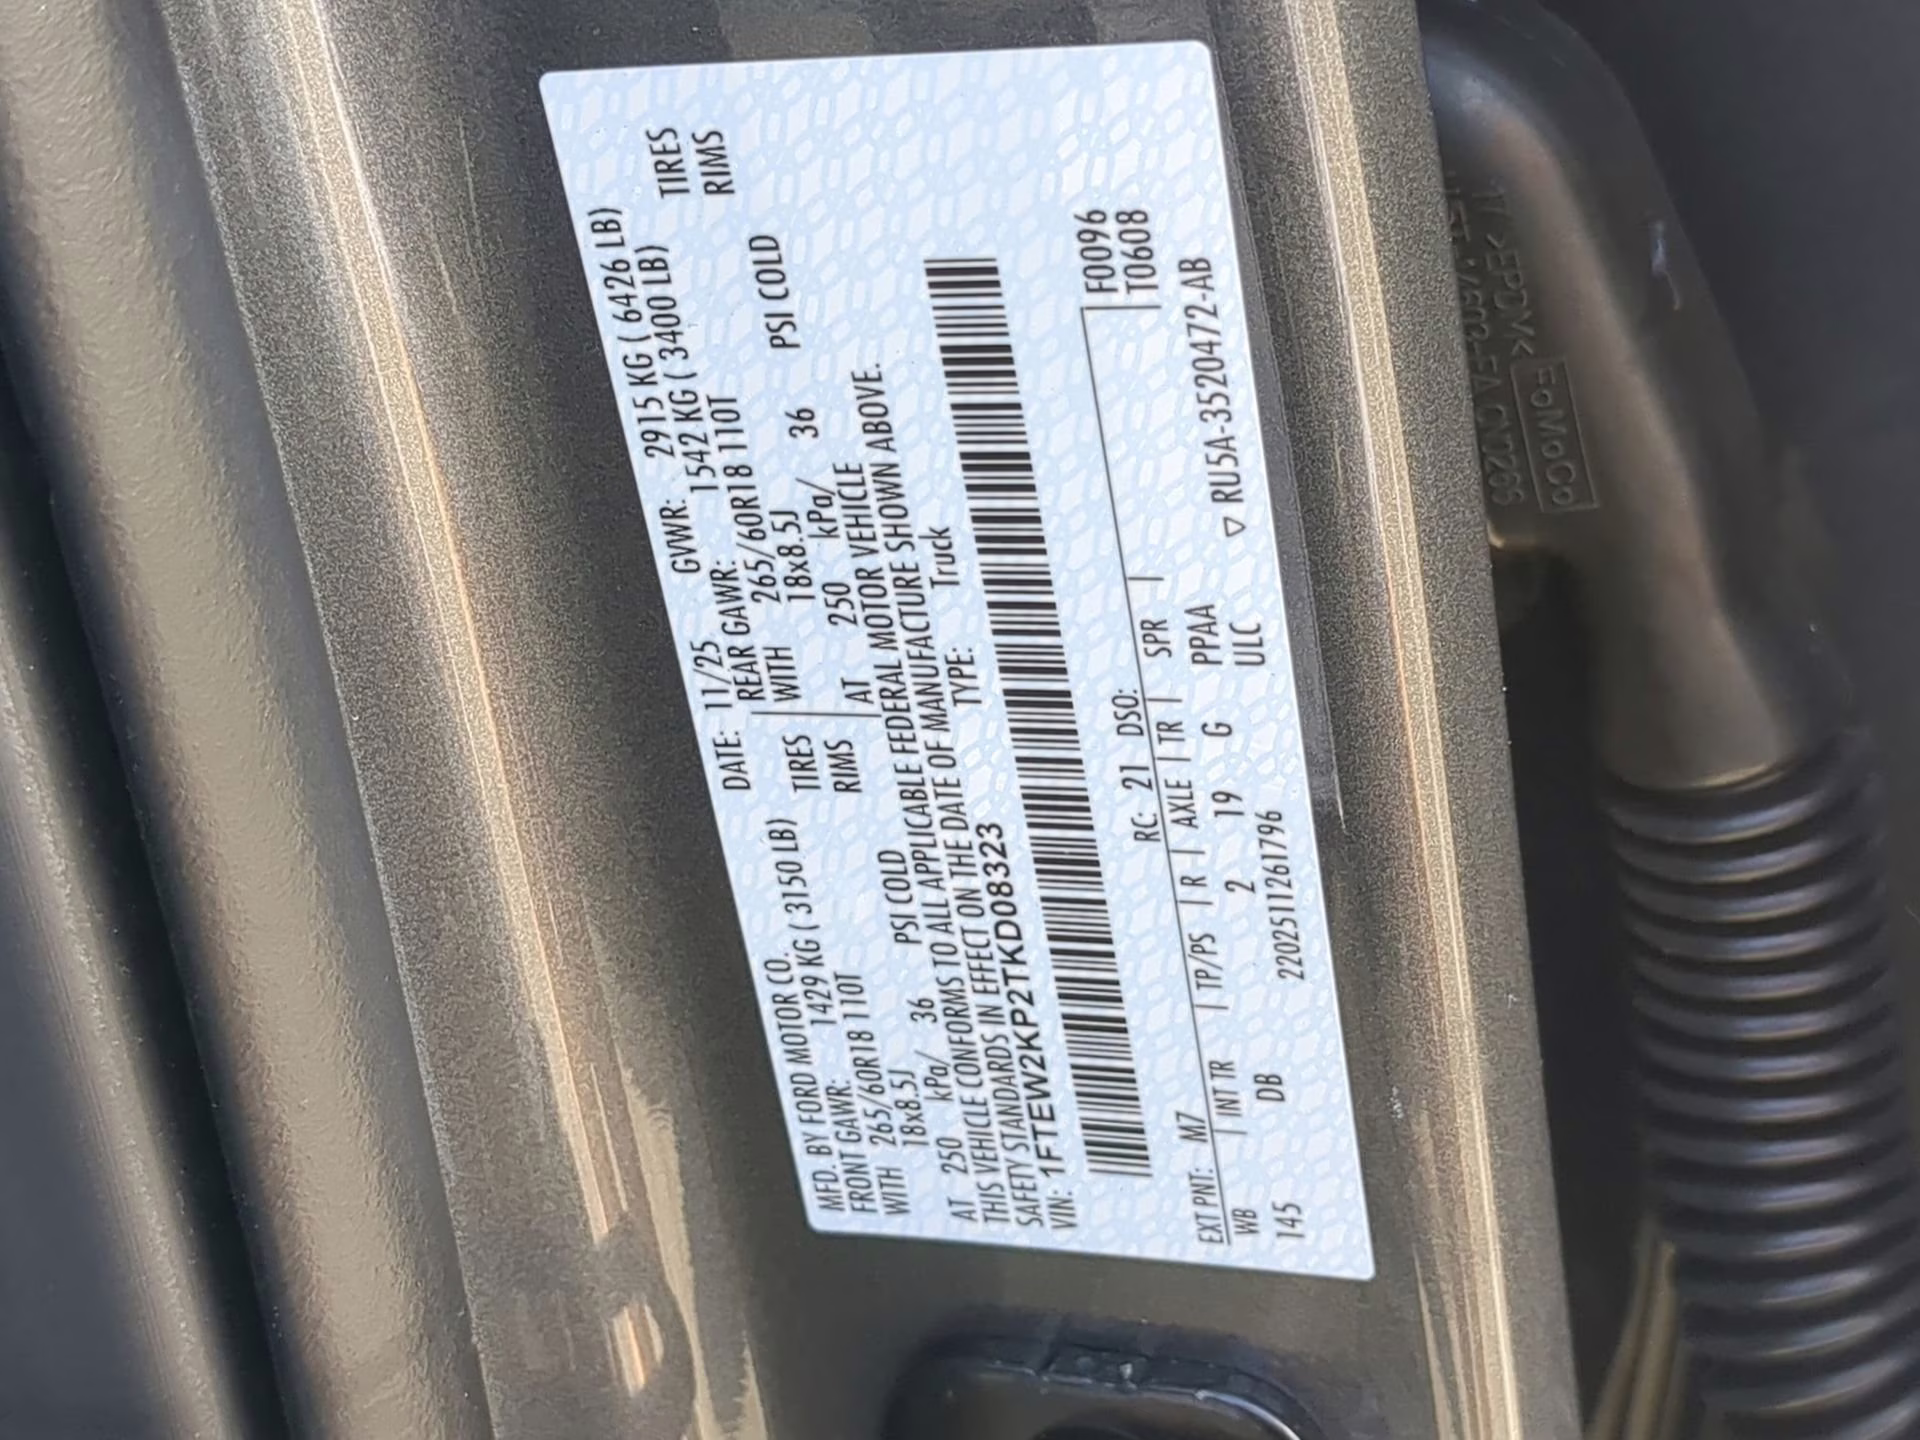 MFD. BY FORD MOTOR CO. DATE: 11/25 GVWR: 2915 KG ( 6426 LB)
FRONT GAWR: 1429 KG ( 3150 LB) REAR GAWR: 1542 KG ( 3400 LB)
WITH 265/60R18 110T TIRES WITH 265/60R18 110T TIRES
18x8.5J RIMS 18x8.5J RIMS
AT 250 kPa/ 36 PSI COLD AT 250 kPa/ 36 PSI COLD
THIS VEHICLE CONFORMS TO ALL APPLICABLE FEDERAL MOTOR VEHICLE
SAFETY STANDARDS IN EFFECT ON THE DATE OF MANUFACTURE SHOWN ABOVE.
VIN: 1FTEW2KP2TKD08323 TYPE: Truck
F0096
T0608
EXT PNT: M7 RC: 21 DSO:
WB | INT TR | TP/PS | R | AXLE | TR | SPR |
145 DB 2 19 G PPAA
2202511261796 ULC ▽ RU5A-3520472-AB
>EPDM<
FoMoCo